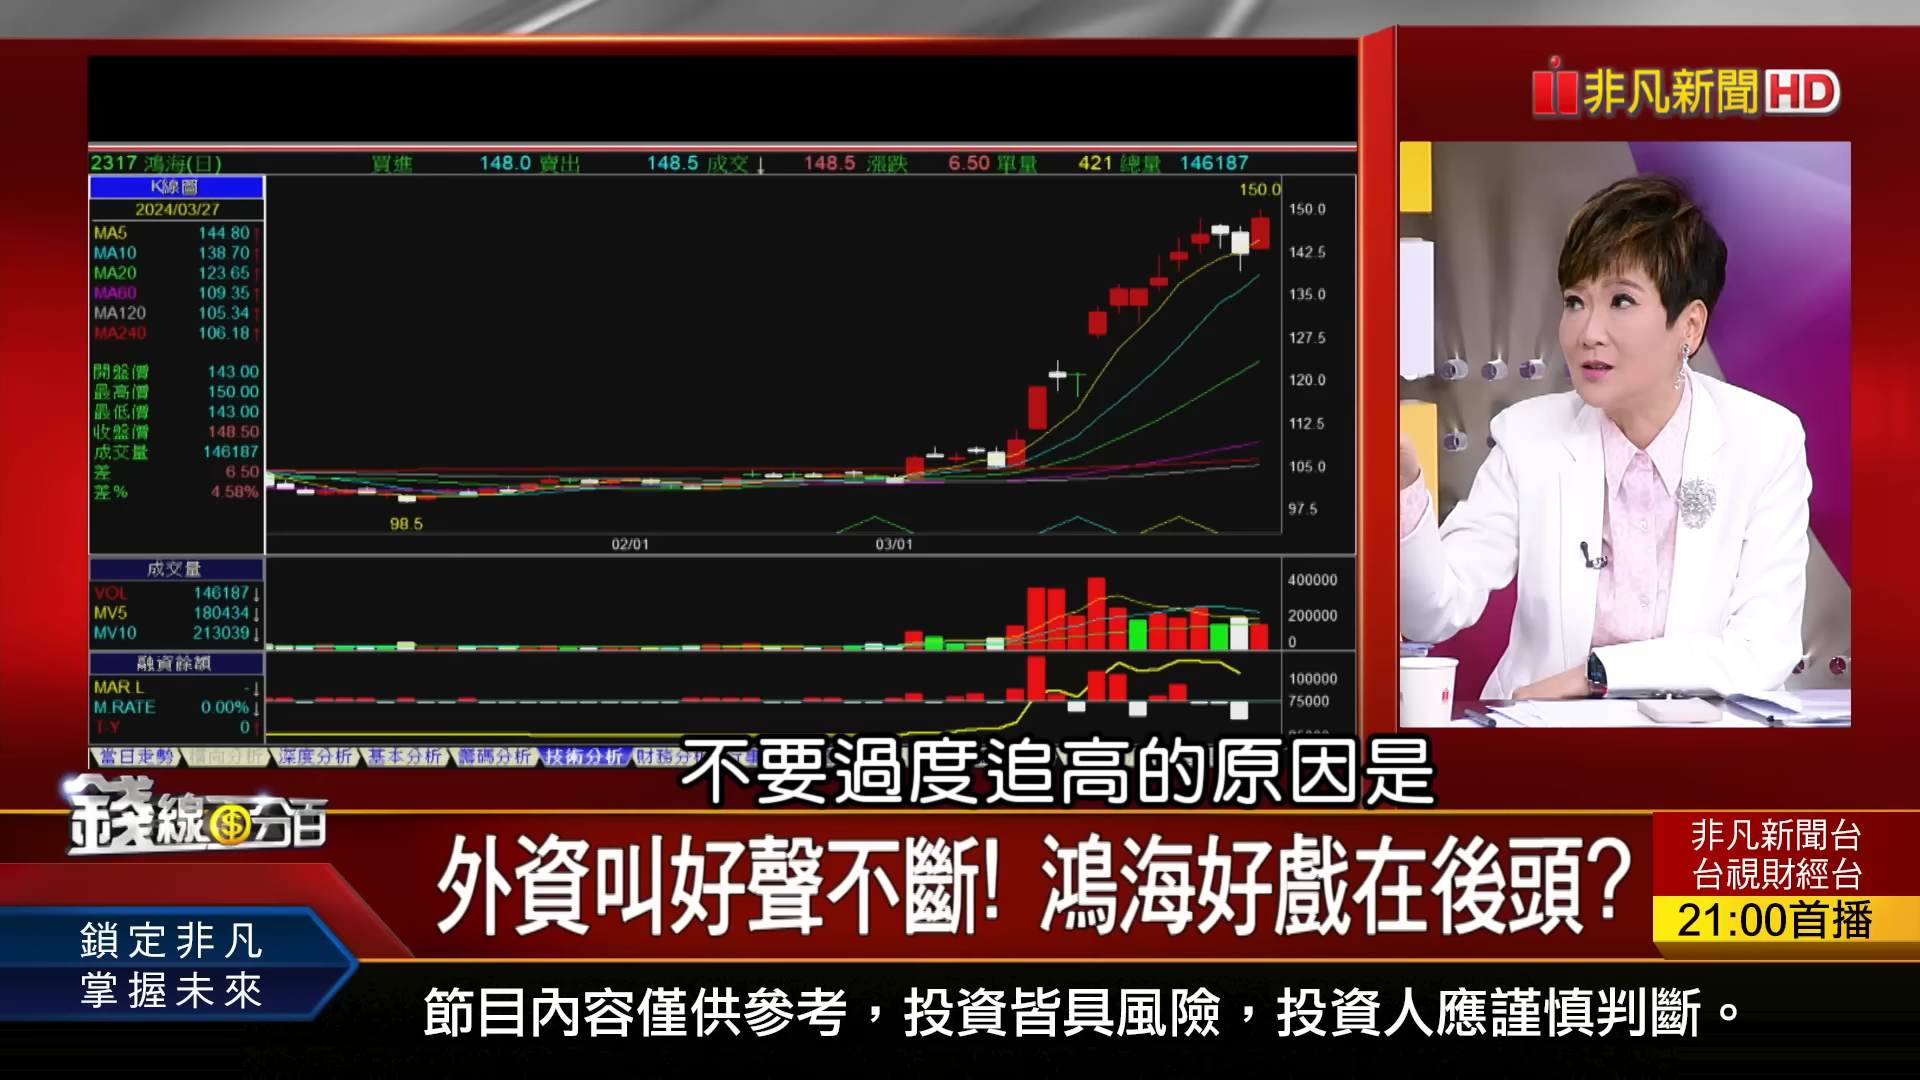 非凡新聞HD
2317 鴻海(日) 買進 148.0 賣出 148.5 成交↓ 148.5 漲跌 6.50 單量 421 總量 146187
K線圖
2024/03/27
MA5 144.80↑
MA10 138.70↑
MA20 123.65↑
MA60 109.35↑
MA120 105.34↑
MA240 106.18↑
開盤價 143.00
最高價 150.00
最低價 143.00
收盤價 148.50
成交量 146187
差 6.50
差% 4.58%
150.0
150.0
142.5
135.0
127.5
120.0
112.5
105.0
97.5
98.5
02/01 03/01
成交量
VOL 146187↓
MV5 180434↓
MV10 213039↓
400000
200000
0
融資餘額
MAR.L -↓
M.RATE 0.00%↓
T-Y 0↑
100000
75000
當日走勢 橫向分析 深度分析 基本分析 籌碼分析 技術分析 財務分
不要過度追高的原因是
錢線百分百
外資叫好聲不斷! 鴻海好戲在後頭?
非凡新聞台
台視財經台
21:00首播
鎖定非凡
掌握未來
節目內容僅供參考，投資皆具風險，投資人應謹慎判斷。